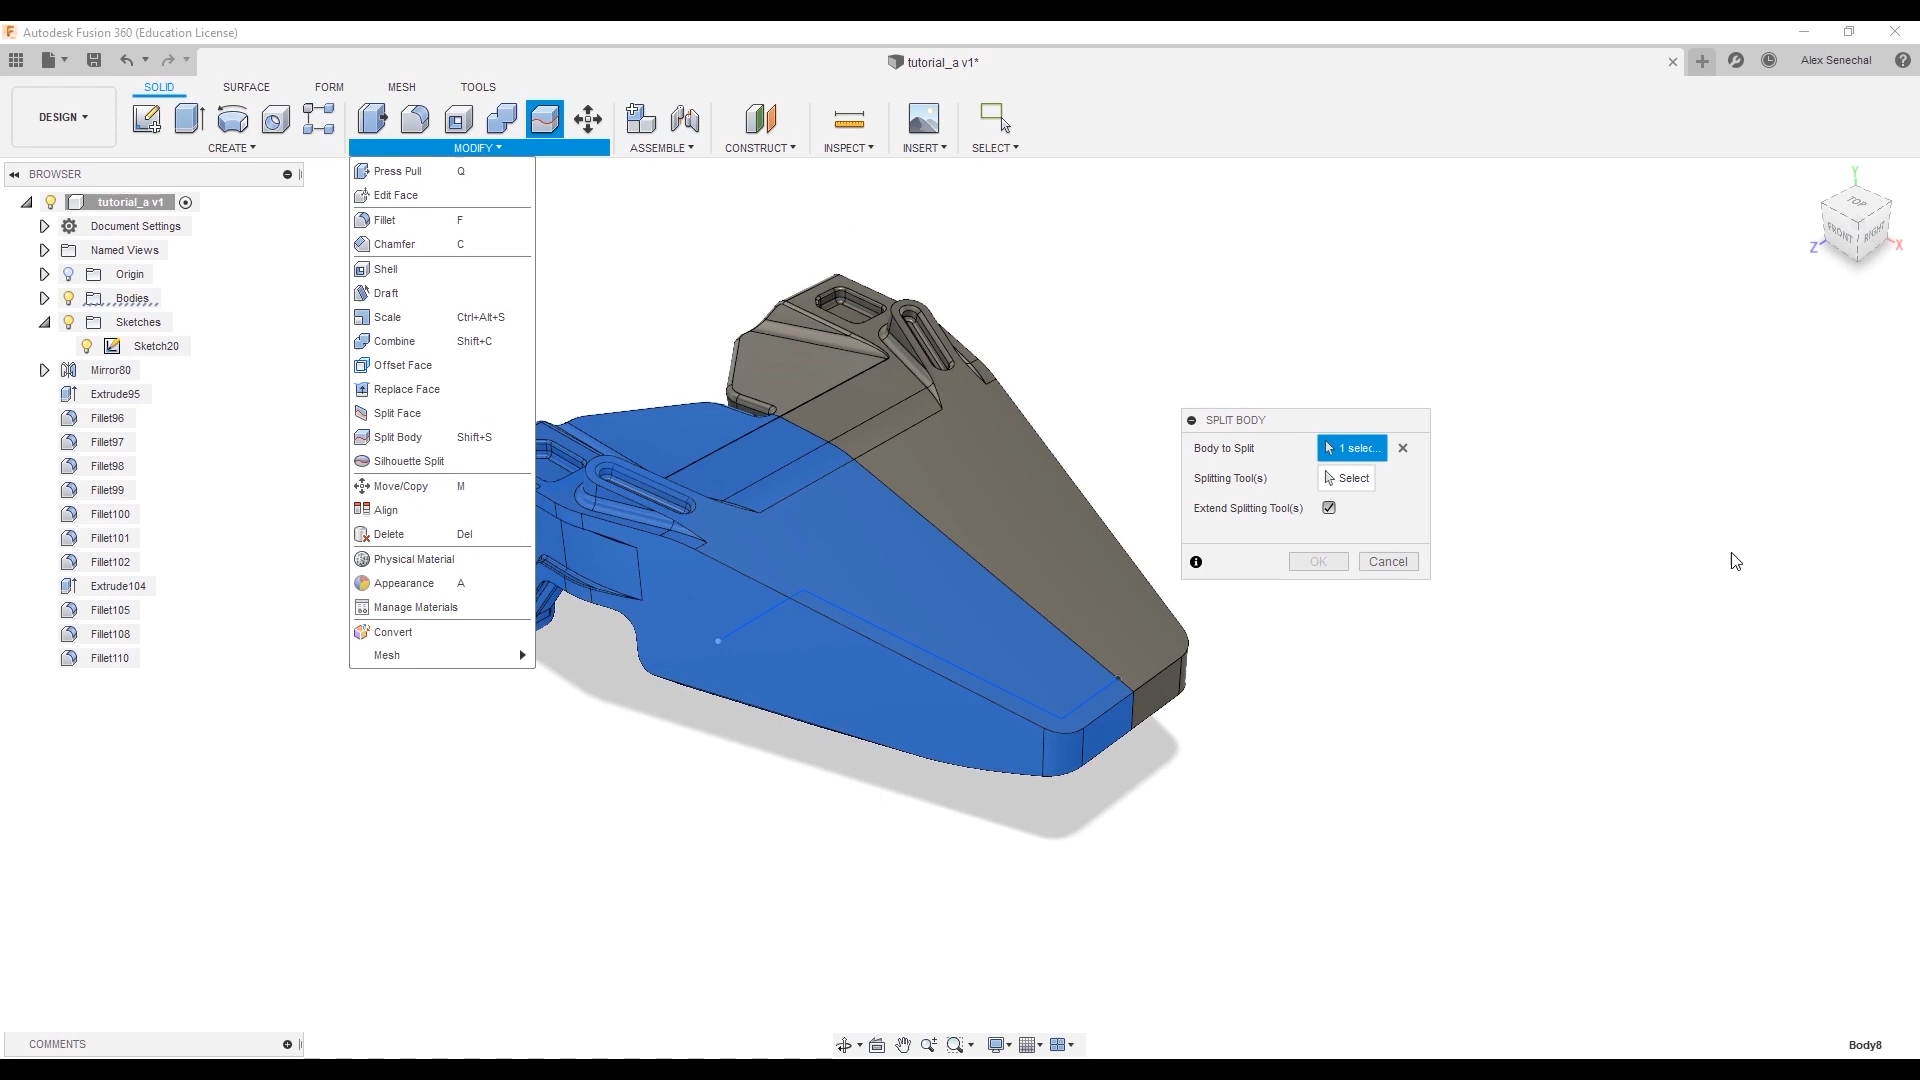 Autodesk Fusion 360 (Education License)
tutorial_a v1*
Alex Senechal
DESIGN
SOLID
SURFACE
FORM
MESH
TOOLS
CREATE
MODIFY
ASSEMBLE
CONSTRUCT
INSPECT
INSERT
SELECT
BROWSER
tutorial_a v1
Document Settings
Named Views
Origin
Bodies
Sketches
Sketch20
Mirror80
Extrude95
Fillet96
Fillet97
Fillet98
Fillet99
Fillet100
Fillet101
Fillet102
Extrude104
Fillet105
Fillet108
Fillet110
Press Pull Q
Edit Face
Fillet F
Chamfer C
Shell
Draft
Scale Ctrl+Alt+S
Combine Shift+C
Offset Face
Replace Face
Split Face
Split Body Shift+S
Silhouette Split
Move/Copy M
Align
Delete Del
Physical Material
Appearance A
Manage Materials
Convert
Mesh
Y
TOP
FRONT
RIGHT
Z
X
SPLIT BODY
Body to Split 1 selec...
Splitting Tool(s) Select
Extend Splitting Tool(s)
OK Cancel
COMMENTS
Body8